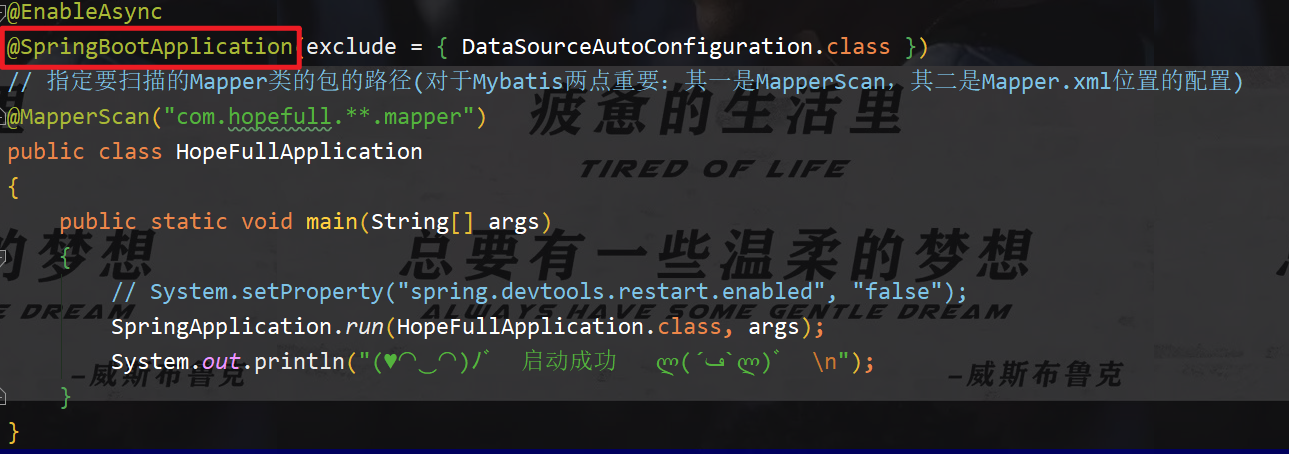 @EnableAsync
@SpringBootApplication(exclude = { DataSourceAutoConfiguration.class })
// 指定要扫描的Mapper类的包的路径(对于Mybatis两点重要：其一是MapperScan，其二是Mapper.xml位置的配置)
@MapperScan("com.hopefull.**.mapper")
疲惫的生活里
public class HopeFullApplication
TIRED OF LIFE
{
public static void main(String[] args)
的梦想
总要有一些温柔的梦想
{
// System.setProperty("spring.devtools.restart.enabled", "false");
LE DREAM
ALWAYS HAVE SOME GENTLE DREAM
SpringApplication.run(HopeFullApplication.class, args);
System.out.println("(♥◠‿◠)ﾉﾞ  启动成功   ლ(´ڡ`ლ)ﾞ  \n");
-威斯布鲁克
-威斯布鲁克
}
}